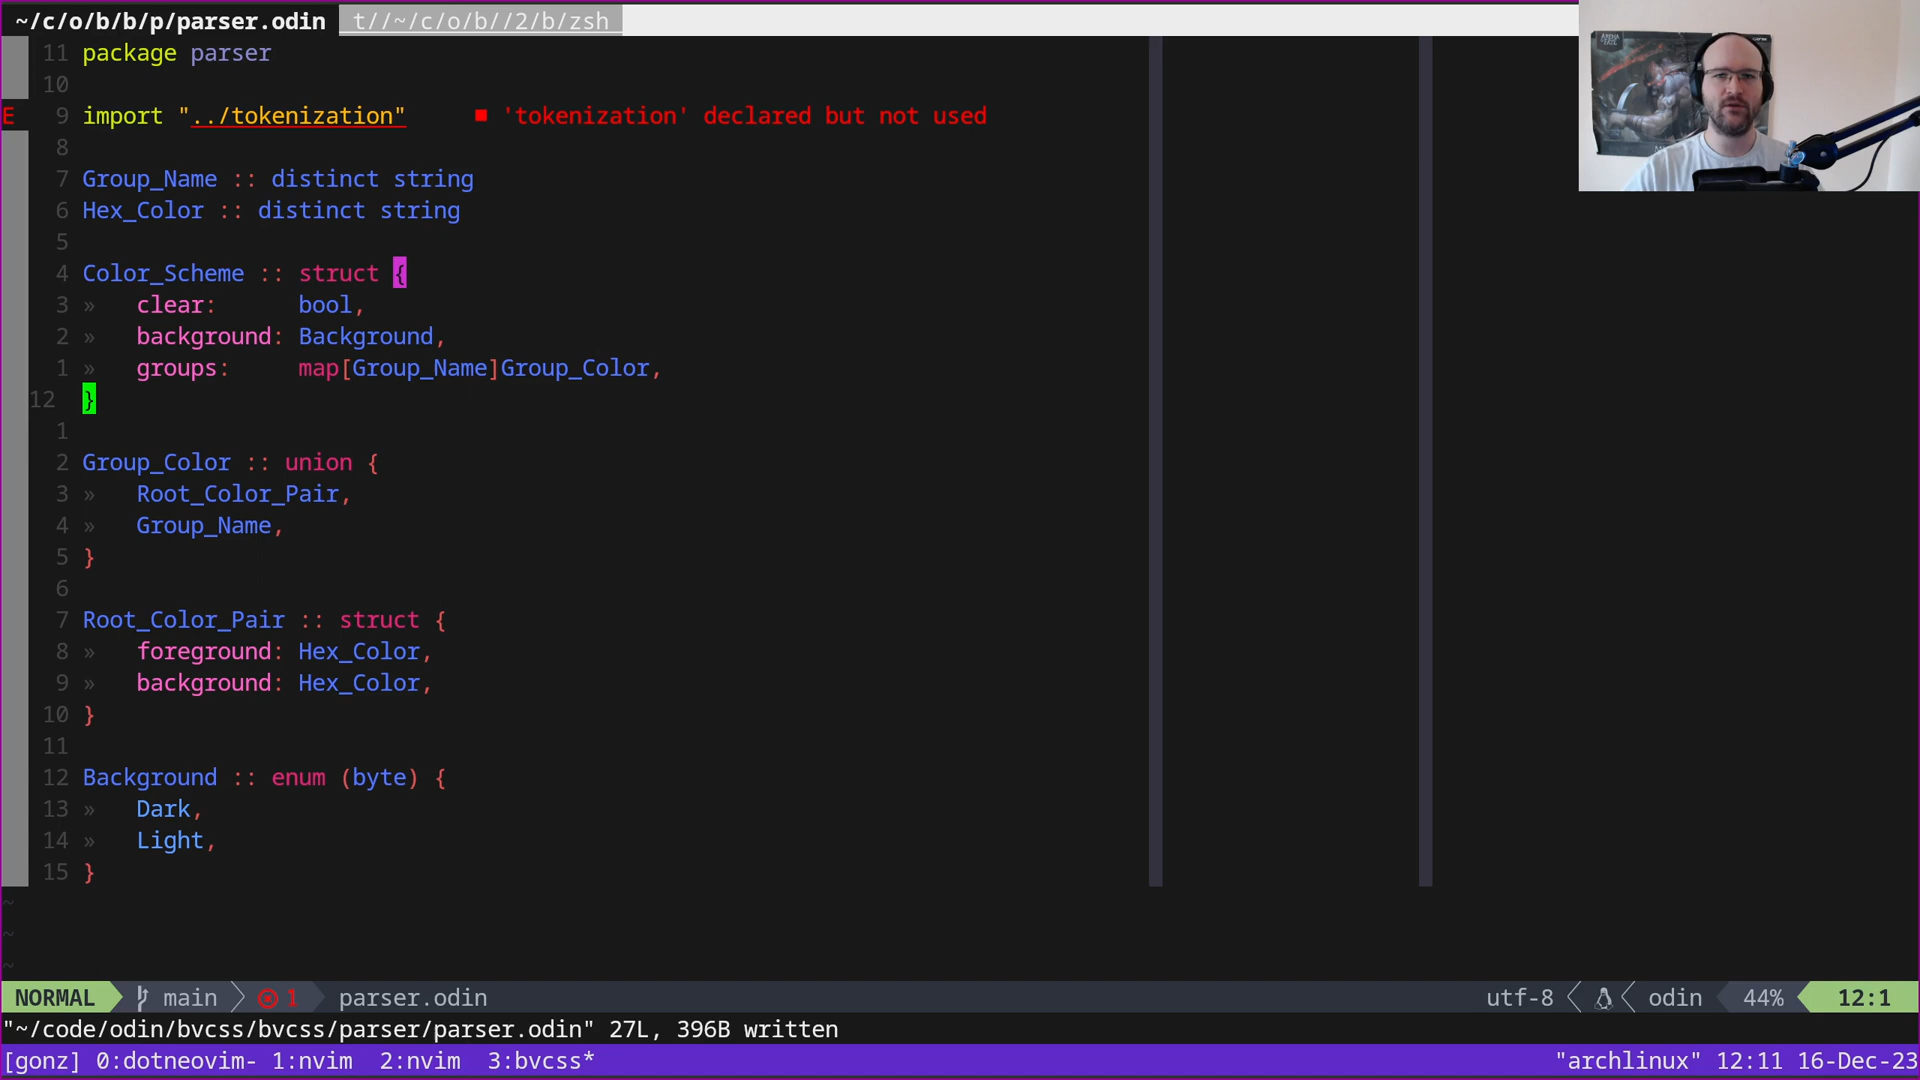 ~/c/o/b/b/p/parser.odin t//~/c/o/b//2/b/zsh
11 package parser
10
E 9 import "../tokenization" ■ 'tokenization' declared but not used
8
7 Group_Name :: distinct string
6 Hex_Color :: distinct string
5
4 Color_Scheme :: struct {
3 » clear: bool,
2 » background: Background,
1 » groups: map[Group_Name]Group_Color,
12 }
1
2 Group_Color :: union {
3 » Root_Color_Pair,
4 » Group_Name,
5 }
6
7 Root_Color_Pair :: struct {
8 » foreground: Hex_Color,
9 » background: Hex_Color,
10 }
11
12 Background :: enum (byte) {
13 » Dark,
14 » Light,
15 }
~
~
~
NORMAL main 1 parser.odin utf-8 odin 44% 12:1
"~/code/odin/bvcss/bvcss/parser/parser.odin" 27L, 396B written
[gonz] 0:dotneovim- 1:nvim 2:nvim 3:bvcss* "archlinux" 12:11 16-Dec-23